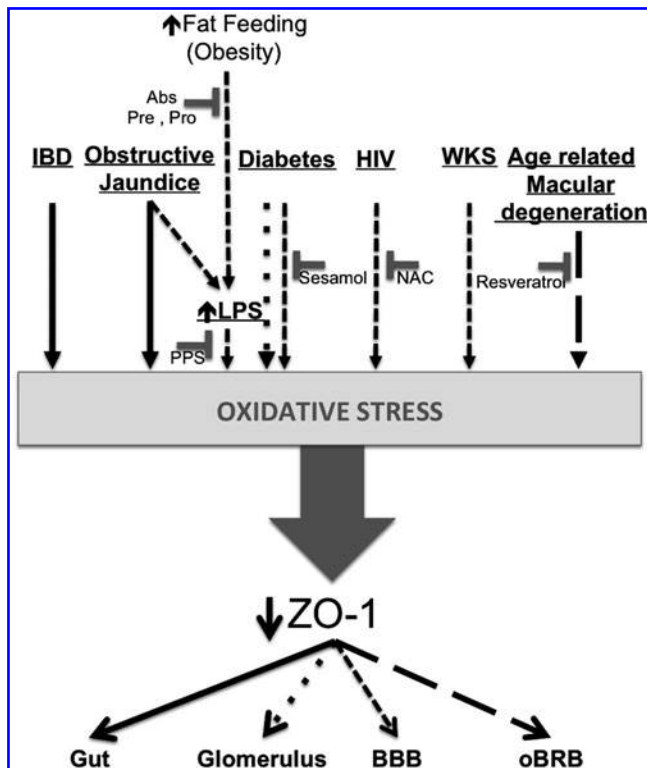 ↑Fat Feeding
(Obesity)
Abs
Pre , Pro
IBD
Obstructive
Jaundice
Diabetes
HIV
WKS
Age related
Macular
degeneration
Sesamol
NAC
Resveratrol
↑LPS
PPS
OXIDATIVE STRESS
↓ZO-1
Gut
Glomerulus
BBB
oBRB